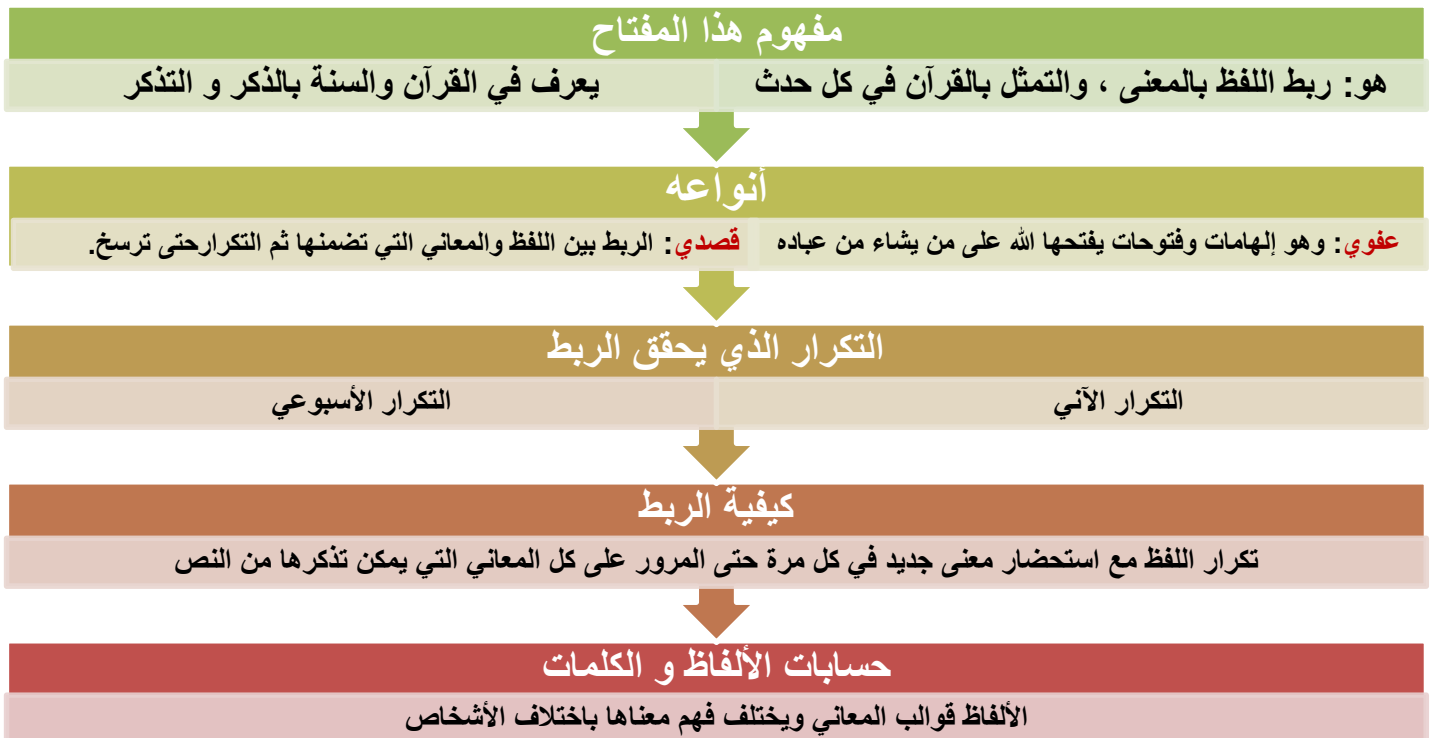 مفهوم هذا المفتاح
هو: ربط اللفظ بالمعنى ، والتمثل بالقرآن في كل حدث
يعرف في القرآن والسنة بالذكر و التذكر
أنواعه
عفوي: وهو إلهامات وفتوحات يفتحها الله على من يشاء من عباده
قصدي: الربط بين اللفظ والمعاني التي تضمنها ثم التكرارحتى ترسخ.
التكرار الذي يحقق الربط
التكرار الآني
التكرار الأسبوعي
كيفية الربط
تكرار اللفظ مع استحضار معنى جديد في كل مرة حتى المرور على كل المعاني التي يمكن تذكرها من النص
حسابات الألفاظ و الكلمات
الألفاظ قوالب المعاني ويختلف فهم معناها باختلاف الأشخاص